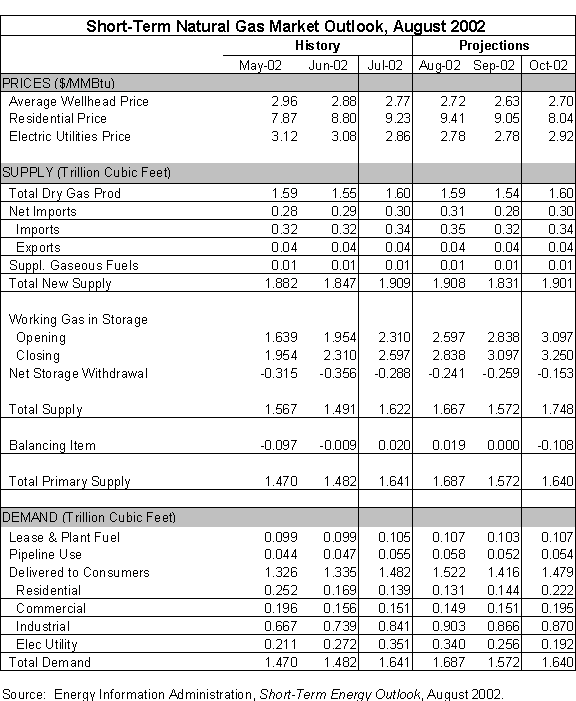 Short-Term Natural Gas Market Outlook, August 2002
History Projections
May-02 Jun-02 Jul-02 Aug-02 Sep-02 Oct-02
PRICES ($/MMBtu)
Average Wellhead Price 2.96 2.88 2.77 2.72 2.63 2.70
Residential Price 7.87 8.80 9.23 9.41 9.05 8.04
Electric Utilities Price 3.12 3.08 2.86 2.78 2.78 2.92
SUPPLY (Trillion Cubic Feet)
Total Dry Gas Prod 1.59 1.55 1.60 1.59 1.54 1.60
Net Imports 0.28 0.29 0.30 0.31 0.28 0.30
Imports 0.32 0.32 0.34 0.35 0.32 0.34
Exports 0.04 0.04 0.04 0.04 0.04 0.04
Suppl. Gaseous Fuels 0.01 0.01 0.01 0.01 0.01 0.01
Total New Supply 1.882 1.847 1.909 1.908 1.831 1.901
Working Gas in Storage
Opening 1.639 1.954 2.310 2.597 2.838 3.097
Closing 1.954 2.310 2.597 2.838 3.097 3.250
Net Storage Withdrawal -0.315 -0.356 -0.288 -0.241 -0.259 -0.153
Total Supply 1.567 1.491 1.622 1.667 1.572 1.748
Balancing Item -0.097 -0.009 0.020 0.019 0.000 -0.108
Total Primary Supply 1.470 1.482 1.641 1.687 1.572 1.640
DEMAND (Trillion Cubic Feet)
Lease & Plant Fuel 0.099 0.099 0.105 0.107 0.103 0.107
Pipeline Use 0.044 0.047 0.055 0.058 0.052 0.054
Delivered to Consumers 1.326 1.335 1.482 1.522 1.416 1.479
Residential 0.252 0.169 0.139 0.131 0.144 0.222
Commercial 0.196 0.156 0.151 0.149 0.151 0.195
Industrial 0.667 0.739 0.841 0.903 0.866 0.870
Elec Utility 0.211 0.272 0.351 0.340 0.256 0.192
Total Demand 1.470 1.482 1.641 1.687 1.572 1.640
Source: Energy Information Administration, Short-Term Energy Outlook, August 2002.